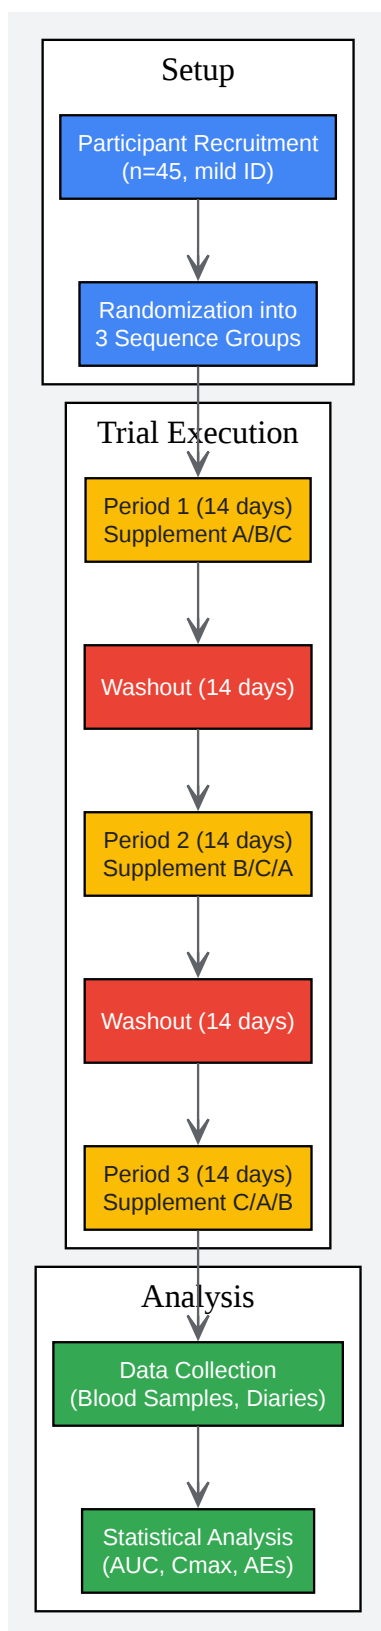 Setup
Participant Recruitment
(n=45, mild ID)
Randomization into
3 Sequence Groups
Trial Execution
Period 1 (14 days)
Supplement A/B/C
Washout (14 days)
Period 2 (14 days)
Supplement B/C/A
Washout (14 days)
Period 3 (14 days)
Supplement C/A/B
Analysis
Data Collection
(Blood Samples, Diaries)
Statistical Analysis
(AUC, Cmax, AEs)